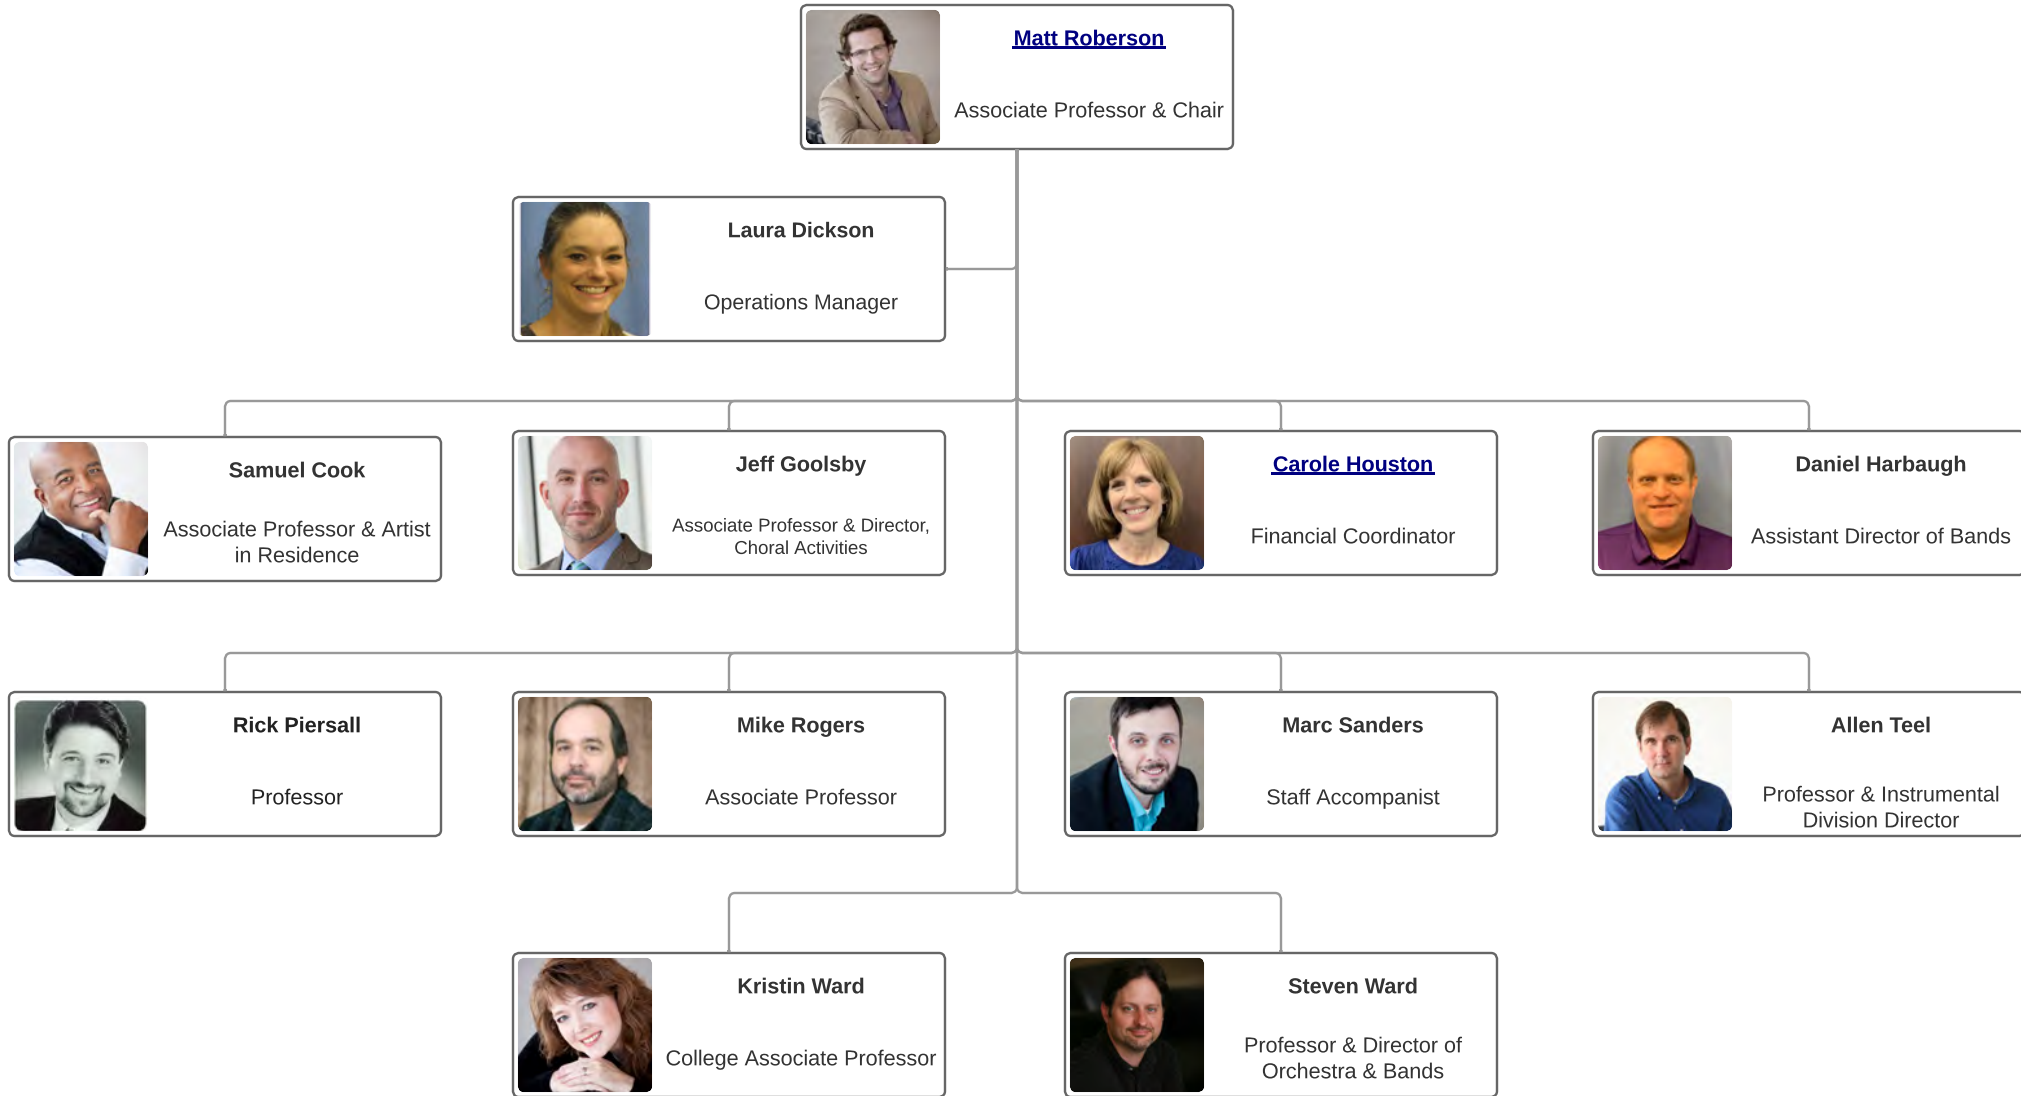 Matt Roberson
Associate Professor & Chair
Laura Dickson
Operations Manager
Samuel Cook
Associate Professor & Artist
in Residence
Jeff Goolsby
Associate Professor & Director,
Choral Activities
Carole Houston
Financial Coordinator
Daniel Harbaugh
Assistant Director of Bands
Rick Piersall
Professor
Mike Rogers
Associate Professor
Marc Sanders
Staff Accompanist
Allen Teel
Professor & Instrumental
Division Director
Kristin Ward
College Associate Professor
Steven Ward
Professor & Director of
Orchestra & Bands